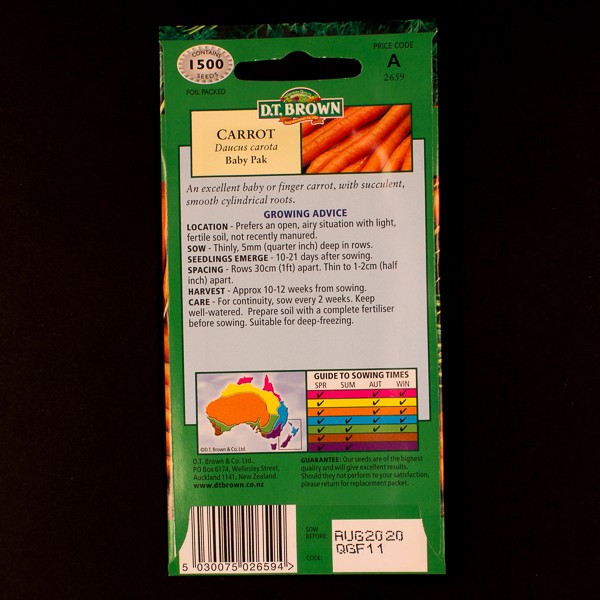 CONTAINS
1500
SEEDS
FOIL PACKED
PRICE CODE
A
2659
D.T. BROWN
CARROT
Daucus carota
Baby Pak
An excellent baby or finger carrot, with succulent,
smooth cylindrical roots.
GROWING ADVICE
LOCATION - Prefers an open, airy situation with light,
fertile soil, not recently manured.
SOW - Thinly, 5mm (quarter inch) deep in rows.
SEEDLINGS EMERGE - 10-21 days after sowing.
SPACING - Rows 30cm (1ft) apart. Thin to 1-2cm (half
inch) apart.
HARVEST - Approx 10-12 weeks from sowing.
CARE - For continuity, sow every 2 weeks. Keep
well-watered. Prepare soil with a complete fertiliser
before sowing. Suitable for deep-freezing.
GUIDE TO SOWING TIMES
SPR SUM AUT WIN
©D.T. Brown & Co. Ltd.
D.T. Brown & Co. Ltd.,
PO Box 6174, Wellesley Street,
Auckland 1141, New Zealand.
www.dtbrown.co.nz
GUARANTEE: Our seeds are of the highest
quality and will give excellent results.
Should they not perform to your satisfaction,
please return for replacement packet.
SOW
BEFORE:
AUG2020
CODE:
QGF11
5 030075 026594 >